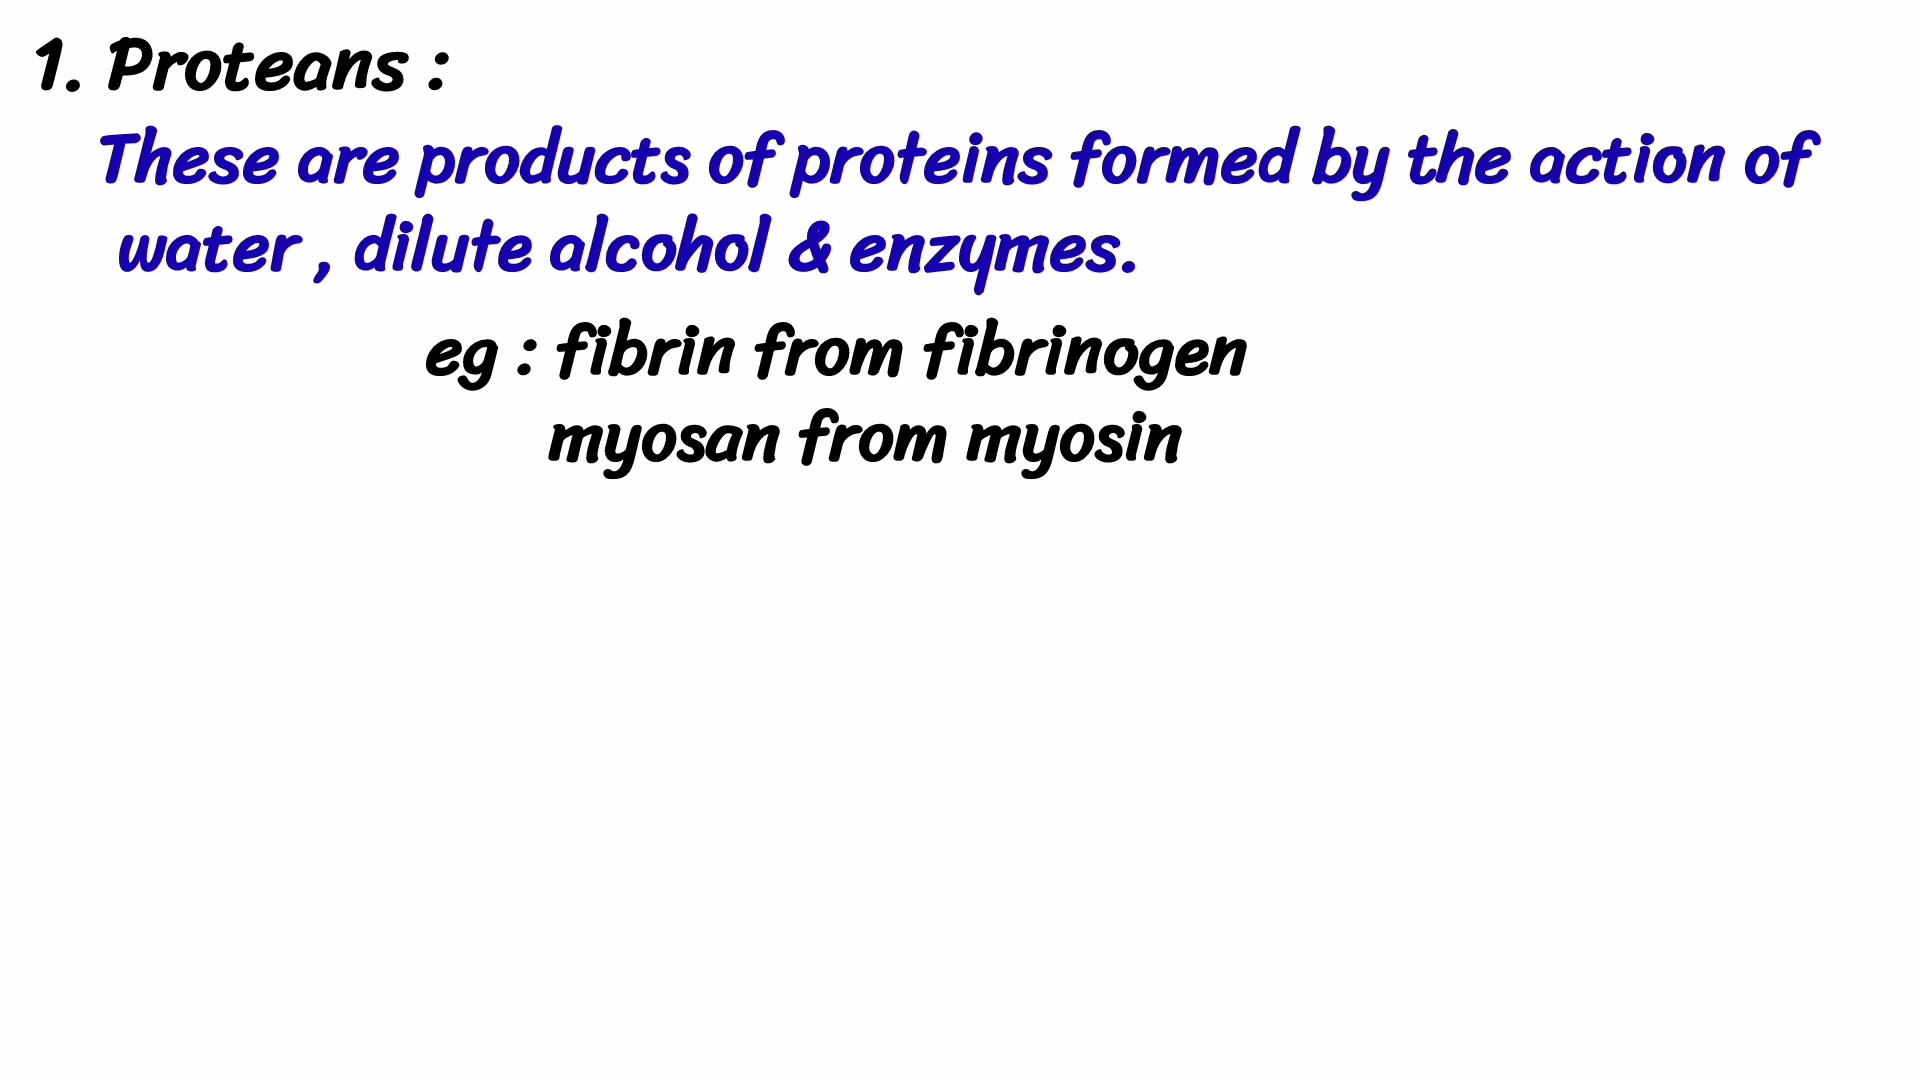 1. Proteans :
These are products of proteins formed by the action of
water , dilute alcohol & enzymes.
eg : fibrin from fibrinogen
myosan from myosin